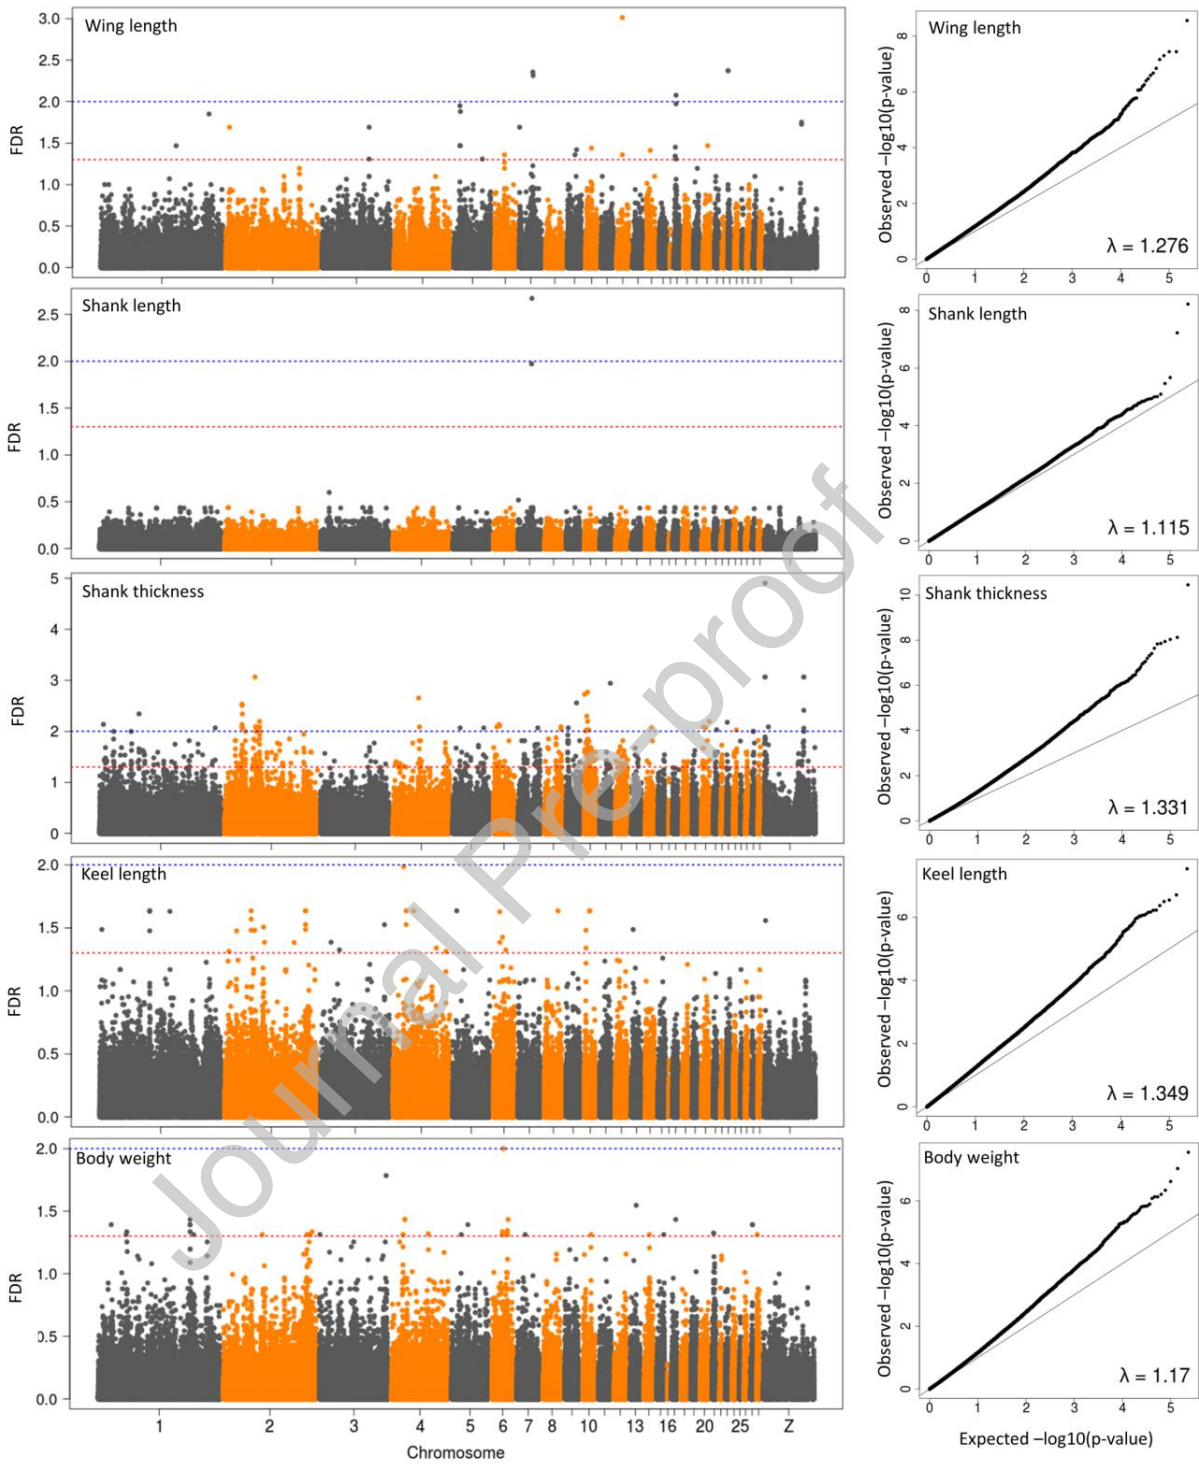 Wing length
FDR
3.0
2.5
2.0
1.5
1.0
0.5
0.0
Wing length
Observed −log10(p-value)
8
6
4
2
0
0 1 2 3 4 5
λ = 1.276
Shank length
FDR
2.5
2.0
1.5
1.0
0.5
0.0
Shank length
Observed −log10(p-value)
8
6
4
2
0
0 1 2 3 4 5
λ = 1.115
Shank thickness
FDR
5
4
3
2
1
0
Shank thickness
Observed −log10(p-value)
10
8
6
4
2
0
0 1 2 3 4 5
λ = 1.331
Keel length
FDR
2.0
1.5
1.0
0.5
0.0
Keel length
Observed −log10(p-value)
6
4
2
0
0 1 2 3 4 5
λ = 1.349
Body weight
FDR
2.0
1.5
1.0
0.5
0.0
1 2 3 4 5 6 7 8 10 13 16 20 25 Z
Chromosome
Body weight
Observed −log10(p-value)
6
4
2
0
0 1 2 3 4 5
λ = 1.17
Expected −log10(p-value)
Journal Pre-proof